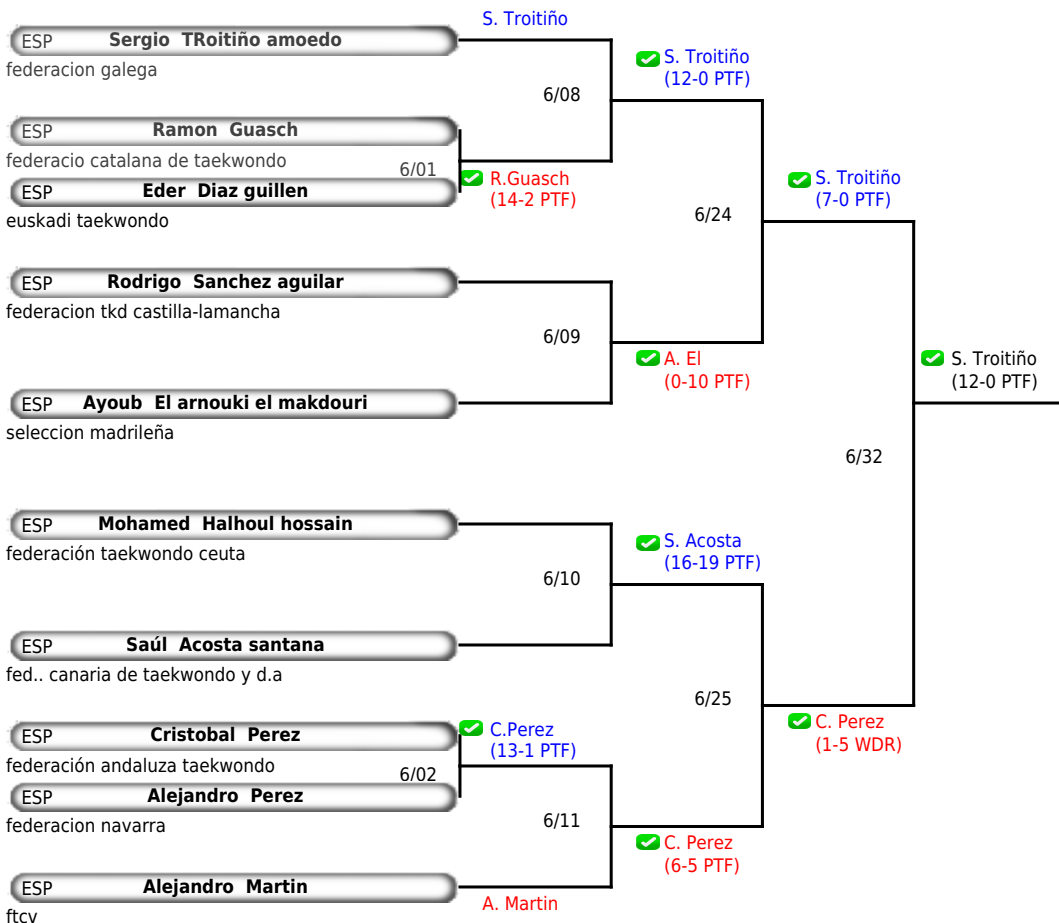 S. Troitiño
ESP Sergio TRoitiño amoedo
federacion galega
S. Troitiño
(12-0 PTF)
6/08
ESP Ramon Guasch
federacio catalana de taekwondo
6/01
R.Guasch
(14-2 PTF)
ESP Eder Diaz guillen
euskadi taekwondo
S. Troitiño
(7-0 PTF)
6/24
ESP Rodrigo Sanchez aguilar
federacion tkd castilla-lamancha
6/09
A. El
(0-10 PTF)
S. Troitiño
(12-0 PTF)
ESP Ayoub El arnouki el makdouri
seleccion madrileña
6/32
ESP Mohamed Halhoul hossain
federación taekwondo ceuta
S. Acosta
(16-19 PTF)
6/10
ESP Saúl Acosta santana
fed.. canaria de taekwondo y d.a
6/25
C. Perez
(1-5 WDR)
ESP Cristobal Perez
C.Perez
(13-1 PTF)
federación andaluza taekwondo
6/02
ESP Alejandro Perez
federacion navarra
6/11
C. Perez
(6-5 PTF)
ESP Alejandro Martin
A. Martin
ftcv